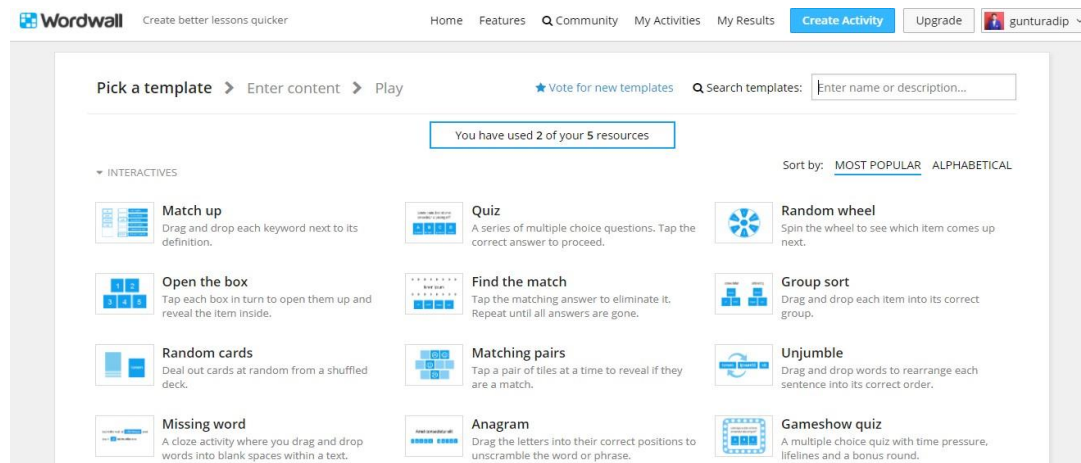 Wordwall Create better lessons quicker Home Features Community My Activities My Results Create Activity Upgrade gunturadip
Pick a template > Enter content > Play Vote for new templates Search templates: Enter name or description...
You have used 2 of your 5 resources
INTERACTIVES Sort by: MOST POPULAR ALPHABETICAL
Match up
Drag and drop each keyword next to its
definition.
Quiz
A series of multiple choice questions. Tap the
correct answer to proceed.
Random wheel
Spin the wheel to see which item comes up
next.
Open the box
Tap each box in turn to open them up and
reveal the item inside.
Find the match
Tap the matching answer to eliminate it.
Repeat until all answers are gone.
Group sort
Drag and drop each item into its correct
group.
Random cards
Deal out cards at random from a shuffled
deck.
Matching pairs
Tap a pair of tiles at a time to reveal if they
are a match.
Unjumble
Drag and drop words to rearrange each
sentence into its correct order.
Missing word
A cloze activity where you drag and drop
words into blank spaces within a text.
Anagram
Drag the letters into their correct positions to
unscramble the word or phrase.
Gameshow quiz
A multiple choice quiz with time pressure,
lifelines and a bonus round.